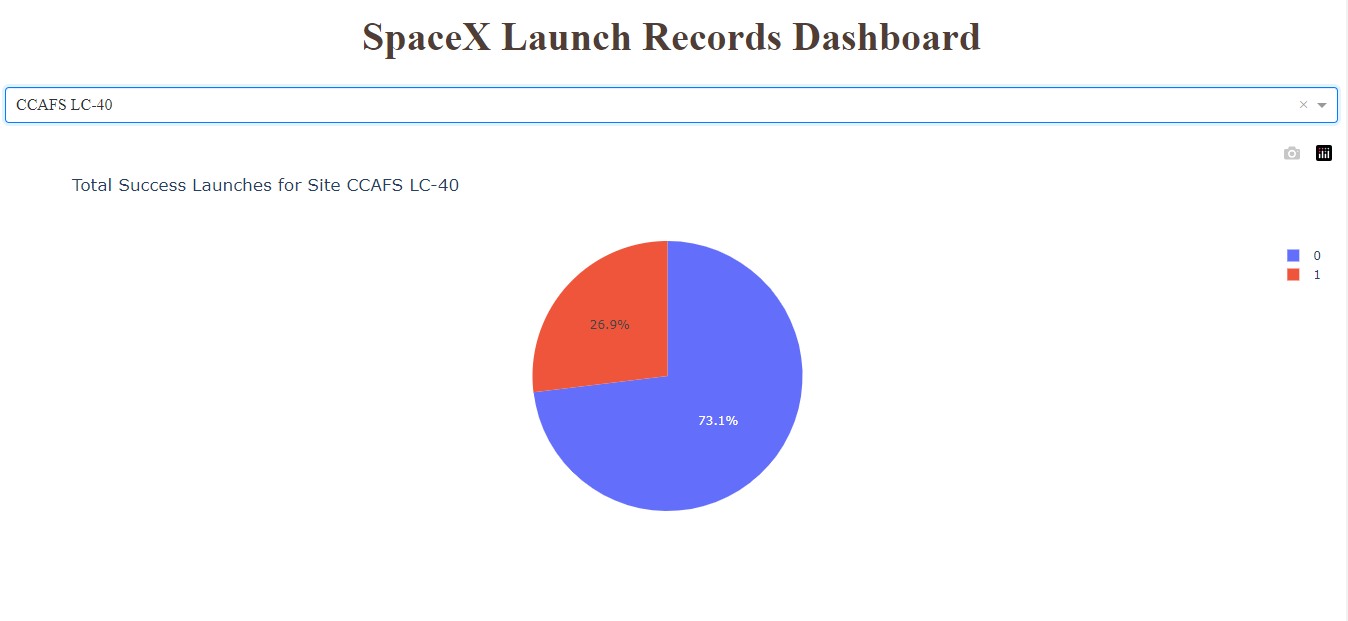 SpaceX Launch Records Dashboard
CCAFS LC-40
×
Total Success Launches for Site CCAFS LC-40
0
1
26.9%
73.1%